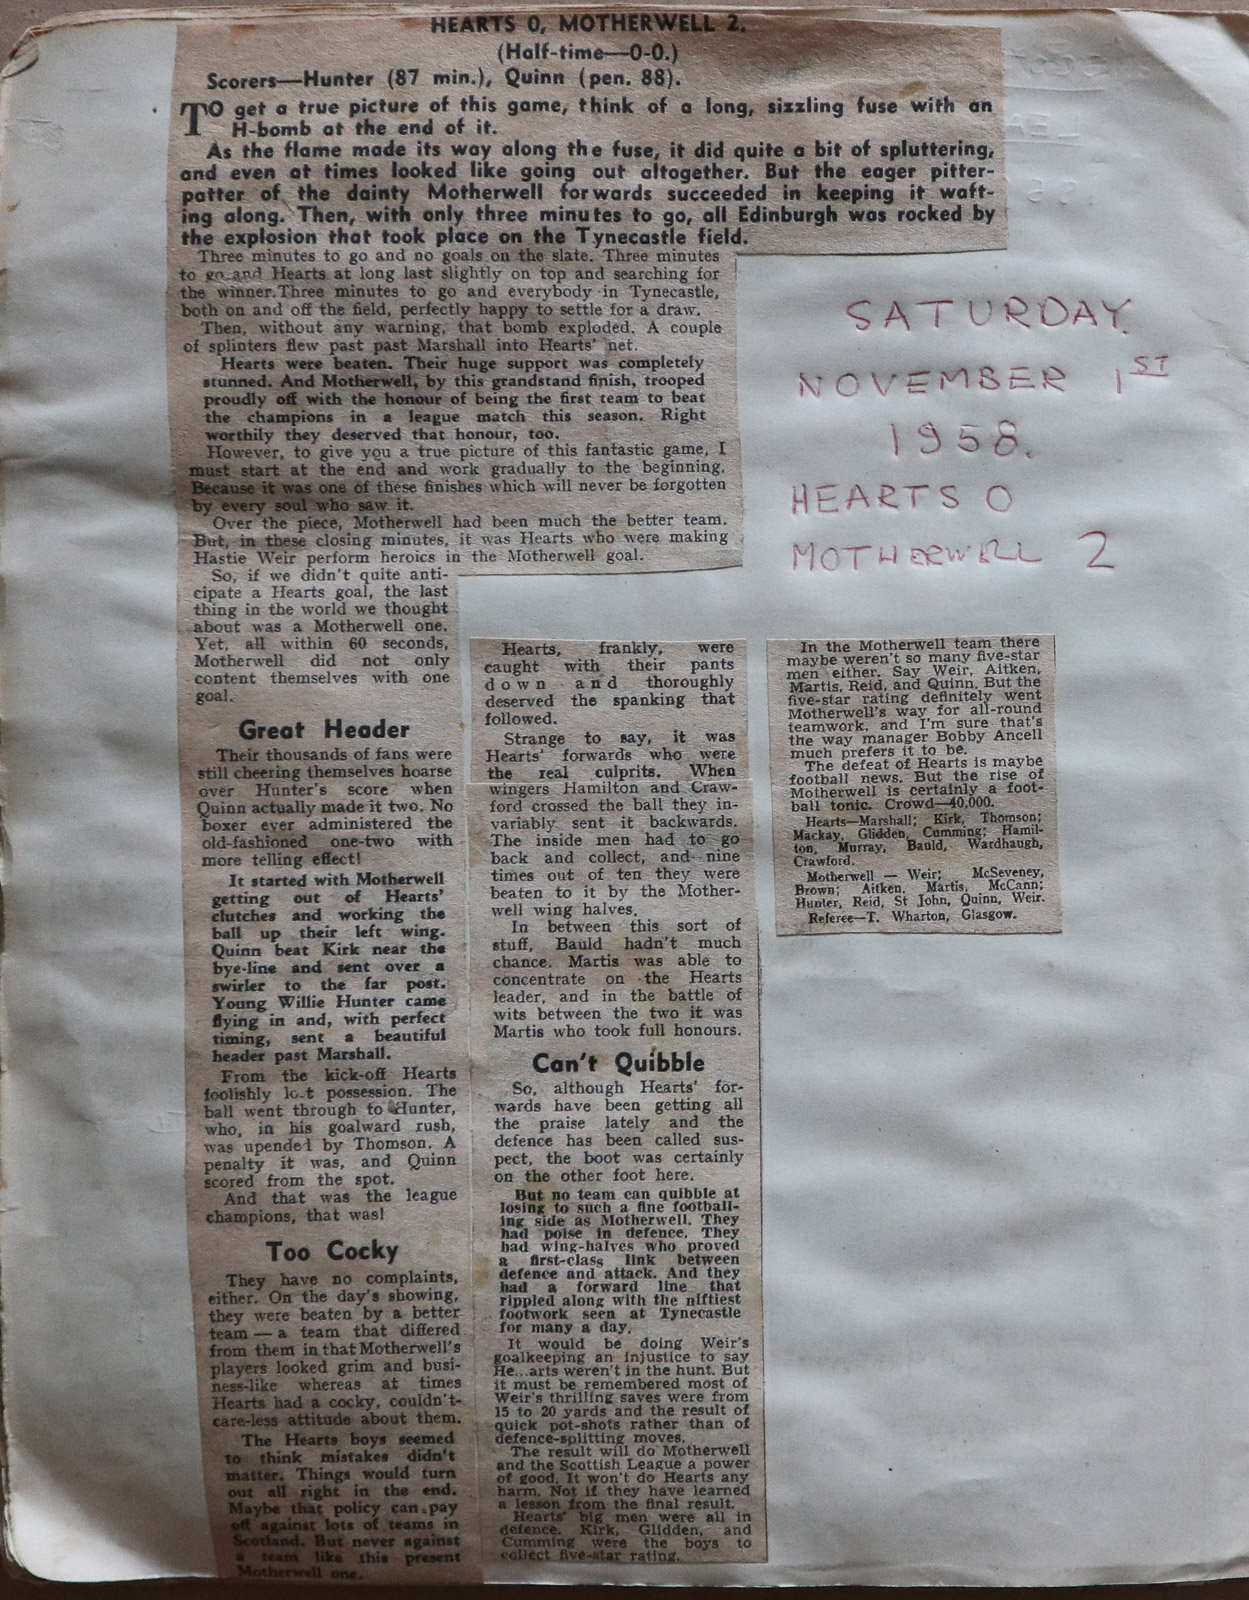 HEARTS 0, MOTHERWELL 2.
(Half-time—0-0.)
Scorers—Hunter (87 min.), Quinn (pen. 88).
TO get a true picture of this game, think of a long, sizzling fuse with an
H-bomb at the end of it.
As the flame made its way along the fuse, it did quite a bit of spluttering,
and even at times looked like going out altogether. But the eager pitter-
patter of the dainty Motherwell forwards succeeded in keeping it waft-
ing along. Then, with only three minutes to go, all Edinburgh was rocked by
the explosion that took place on the Tynecastle field.
Three minutes to go and no goals on the slate. Three minutes
to go and Hearts at long last slightly on top and searching for
the winner. Three minutes to go and everybody in Tynecastle,
both on and off the field, perfectly happy to settle for a draw.
Then, without any warning, that bomb exploded. A couple
of splinters flew past past Marshall into Hearts' net.
Hearts were beaten. Their huge support was completely
stunned. And Motherwell, by this grandstand finish, trooped
proudly off with the honour of being the first team to beat
the champions in a league match this season. Right
worthily they deserved that honour, too.
However, to give you a true picture of this fantastic game, I
must start at the end and work gradually to the beginning.
Because it was one of these finishes which will never be forgotten
by every soul who saw it.
Over the piece, Motherwell had been much the better team.
But, in these closing minutes, it was Hearts who were making
Hastie Weir perform heroics in the Motherwell goal.
So, if we didn't quite anti-
cipate a Hearts goal, the last
thing in the world we thought
about was a Motherwell one.
Yet, all within 60 seconds,
Motherwell did not only
content themselves with one
goal.
Great Header
Their thousands of fans were
still cheering themselves hoarse
over Hunter's score when
Quinn actually made it two. No
boxer ever administered the
old-fashioned one-two with
more telling effect!
It started with Motherwell
getting out of Hearts'
clutches and working the
ball up their left wing.
Quinn beat Kirk near the
bye-line and sent over a
swirler to the far post.
Young Willie Hunter came
flying in and, with perfect
timing, sent a beautiful
header past Marshall.
From the kick-off Hearts
foolishly lost possession. The
ball went through to Hunter,
who, in his goalward rush,
was upended by Thomson. A
penalty it was, and Quinn
scored from the spot.
And that was the league
champions, that was!
Too Cocky
They have no complaints,
either. On the day's showing,
they were beaten by a better
team — a team that differed
from them in that Motherwell's
players looked grim and busi-
ness-like whereas at times
Hearts had a cocky, couldn't-
care-less attitude about them.
The Hearts boys seemed
to think mistakes didn't
matter. Things would turn
out all right in the end.
Maybe that policy can pay
off against lots of teams in
Scotland. But never against
a team like this present
Motherwell one.
Hearts, frankly, were
caught with their pants
down and thoroughly
deserved the spanking that
followed.
Strange to say, it was
Hearts' forwards who were
the real culprits. When
wingers Hamilton and Craw-
ford crossed the ball they in-
variably sent it backwards.
The inside men had to go
back and collect, and nine
times out of ten they were
beaten to it by the Mother-
well wing halves.
In between this sort of
stuff, Bauld hadn't much
chance. Martis was able to
concentrate on the Hearts
leader, and in the battle of
wits between the two it was
Martis who took full honours.
Can't Quibble
So, although Hearts' for-
wards have been getting all
the praise lately and the
defence has been called sus-
pect, the boot was certainly
on the other foot here.
But no team can quibble at
losing to such a fine football-
ing side as Motherwell. They
had poise in defence. They
had wing-halves who proved
a first-class link between
defence and attack. And they
had a forward line that
rippled along with the niftiest
footwork seen at Tynecastle
for many a day.
It would be doing Weir's
goalkeeping an injustice to say
He...arts weren't in the hunt. But
it must be remembered most of
Weir's thrilling saves were from
15 to 20 yards and the result of
quick pot-shots rather than of
defence-splitting moves.
The result will do Motherwell
and the Scottish League a power
of good. It won't do Hearts any
harm. Not if they have learned
a lesson from the final result.
Hearts' big men were all in
defence. Kirk, Glidden, and
Cumming were the boys to
collect five-star rating.
SATURDAY.
NOVEMBER 1ST
1958.
HEARTS 0
MOTHERWELL 2
In the Motherwell team there
maybe weren't so many five-star
men either. Say Weir, Aitken,
Martis, Reid, and Quinn. But the
five-star rating definitely went
Motherwell's way for all-round
teamwork, and I'm sure that's
the way manager Bobby Ancell
much prefers it to be.
The defeat of Hearts is maybe
football news. But the rise of
Motherwell is certainly a foot-
ball tonic. Crowd—40,000.
Hearts—Marshall; Kirk, Thomson;
Mackay, Glidden, Cumming; Hamil-
ton, Murray, Bauld, Wardhaugh,
Crawford.
Motherwell — Weir; McSeveney,
Brown; Aitken, Martis, McCann;
Hunter, Reid, St John, Quinn, Weir.
Referee—T. Wharton, Glasgow.